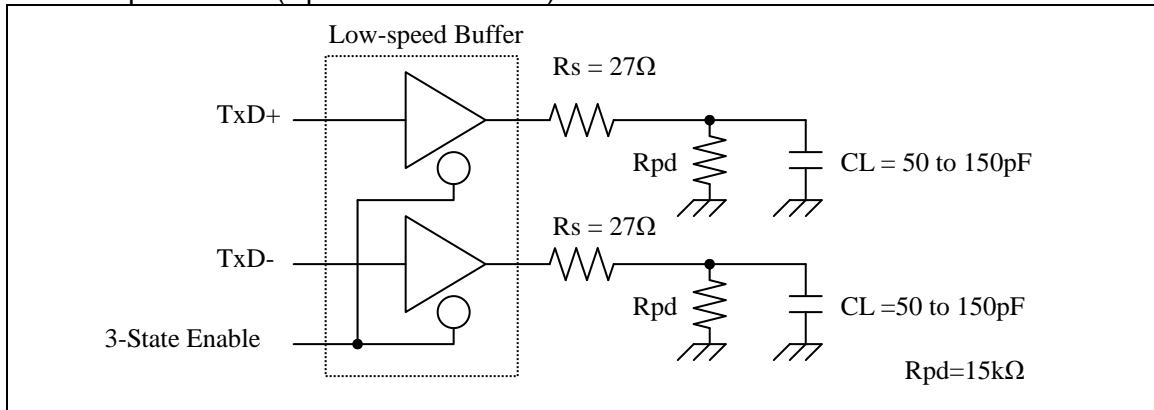 Low-speed Buffer
Rs = 27Ω
TxD+
Rpd
CL = 50 to 150pF
Rs = 27Ω
TxD-
Rpd
CL =50 to 150pF
3-State Enable
Rpd=15kΩ